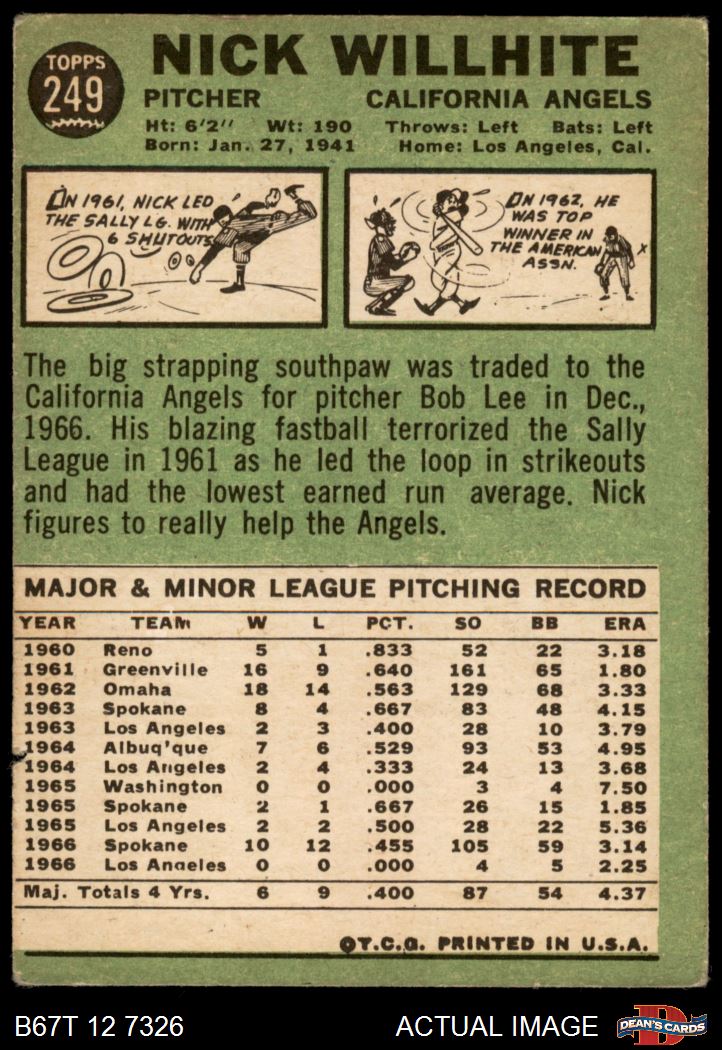 TOPPS
249
NICK WILLHITE
PITCHER CALIFORNIA ANGELS
Ht: 6'2" Wt: 190 Throws: Left Bats: Left
Born: Jan. 27, 1941 Home: Los Angeles, Cal.
IN 1961, NICK LED
THE SALLY LG. WITH
6 SHUTOUTS
IN 1962, HE
WAS TOP
WINNER IN
THE AMERICAN
ASSN.
The big strapping southpaw was traded to the
California Angels for pitcher Bob Lee in Dec.,
1966. His blazing fastball terrorized the Sally
League in 1961 as he led the loop in strikeouts
and had the lowest earned run average. Nick
figures to really help the Angels.
MAJOR & MINOR LEAGUE PITCHING RECORD
YEAR TEAM W L PCT. SO BB ERA
1960 Reno 5 1 .833 52 22 3.18
1961 Greenville 16 9 .640 161 65 1.80
1962 Omaha 18 14 .563 129 68 3.33
1963 Spokane 8 4 .667 83 48 4.15
1963 Los Angeles 2 3 .400 28 10 3.79
1964 Albuq'que 7 6 .529 93 53 4.95
1964 Los Angeles 2 4 .333 24 13 3.68
1965 Washington 0 0 .000 3 4 7.50
1965 Spokane 2 1 .667 26 15 1.85
1965 Los Angeles 2 2 .500 28 22 5.36
1966 Spokane 10 12 .455 105 59 3.14
1966 Los Angeles 0 0 .000 4 5 2.25
Maj. Totals 4 Yrs. 6 9 .400 87 54 4.37
©T.C.G. PRINTED IN U.S.A.
B67T 12 7326 ACTUAL IMAGE D DEAN'S CARDS